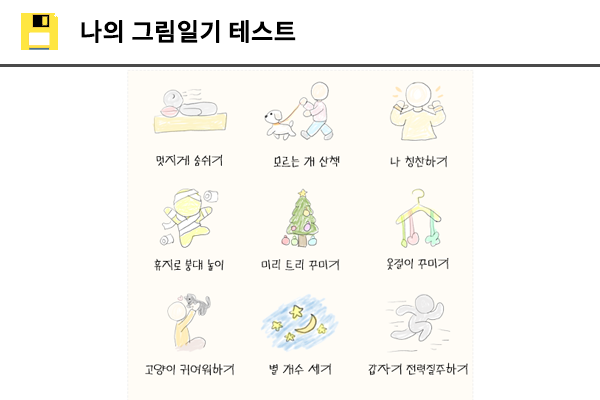 나의 그림일기 테스트
멋지게 숨쉬기
모르는 개 산책
나 칭찬하기
휴지로 붕대 놀이
미리 트리 꾸미기
옷걸이 꾸미기
고양이 귀여워하기
별 개수 세기
갑자기 전력질주하기